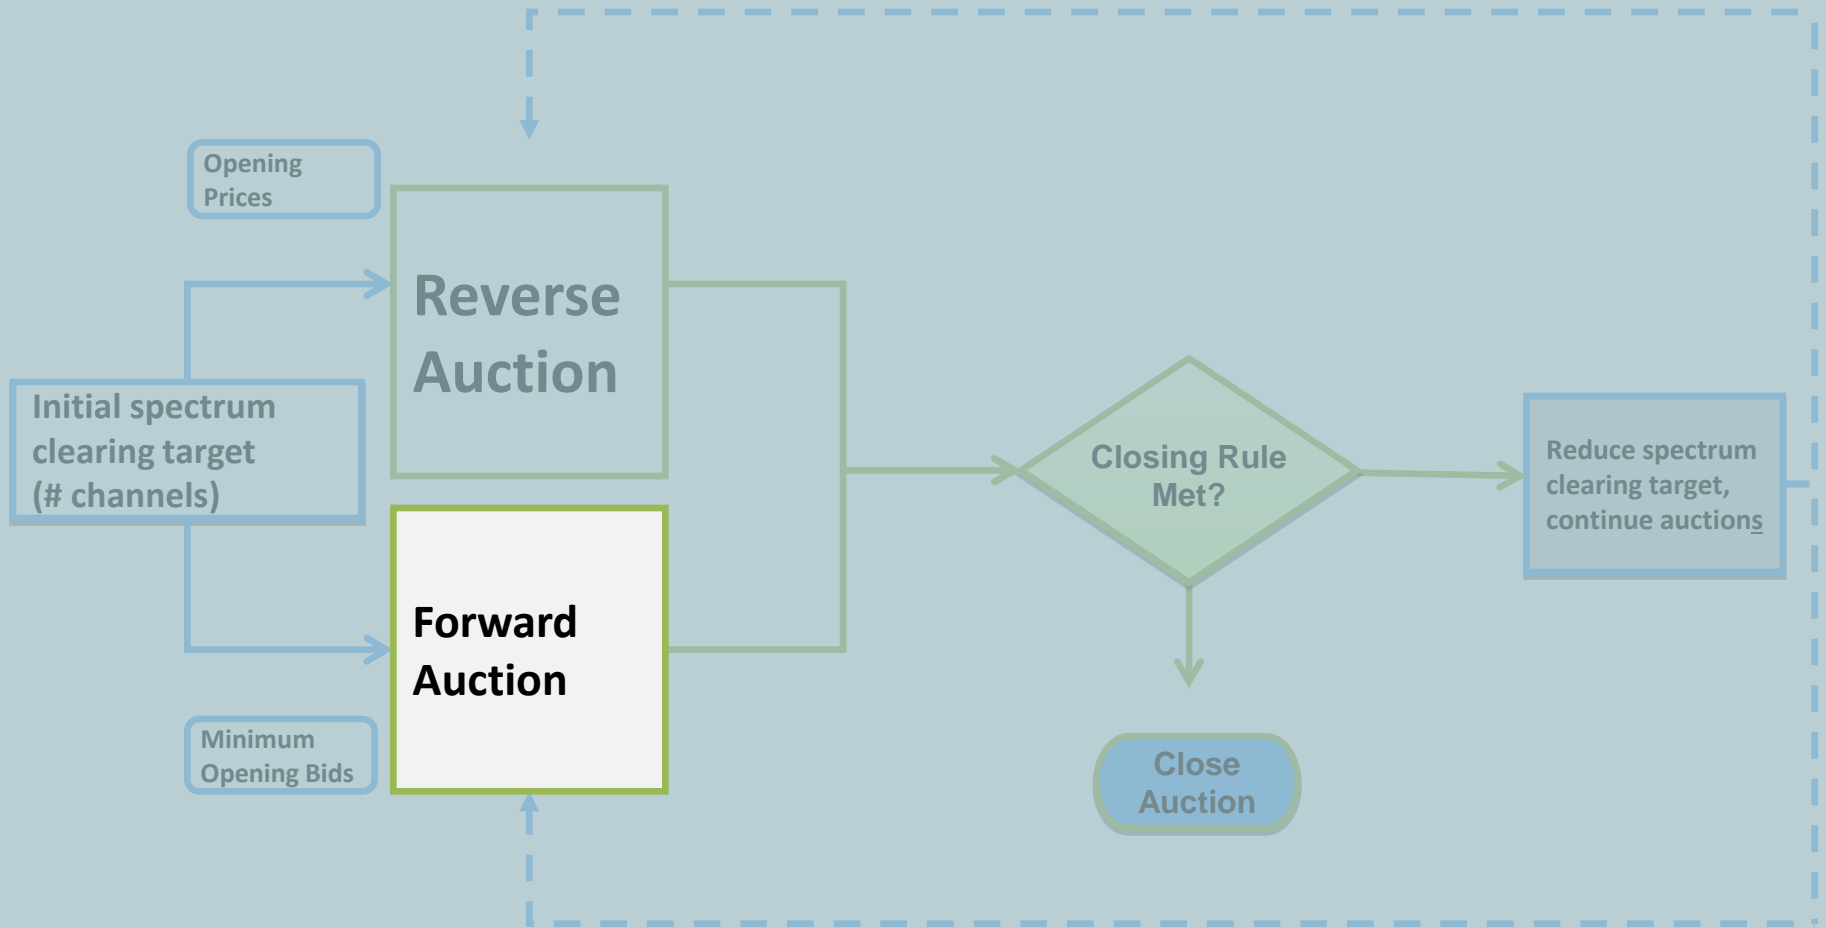 Opening
Prices
Reverse
Auction
Initial spectrum
clearing target
(# channels)
Closing Rule
Met?
Reduce spectrum
clearing target,
continue auctions
Forward
Auction
Minimum
Opening Bids
Close
Auction